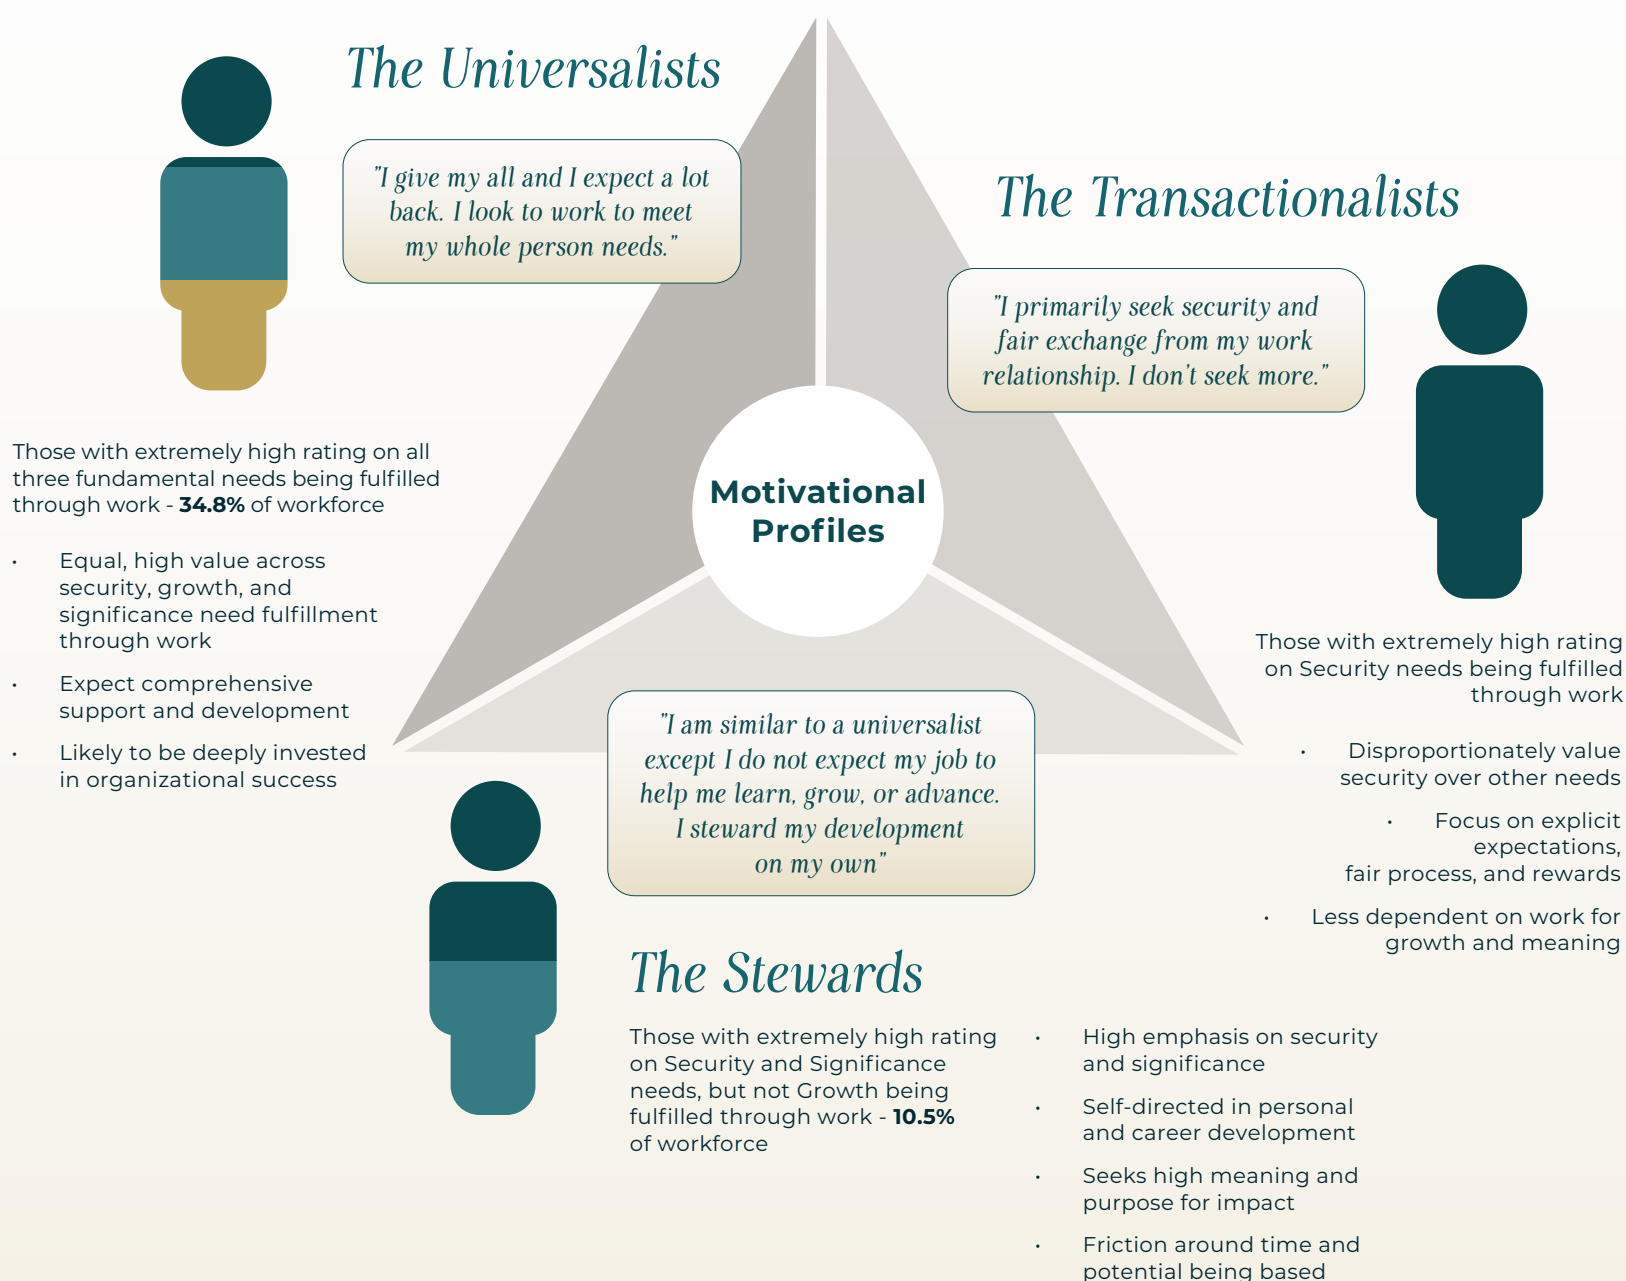 The Universalists
"I give my all and I expect a lot
back. I look to work to meet
my whole person needs."
Those with extremely high rating on all
three fundamental needs being fulfilled
through work - 34.8% of workforce
• Equal, high value across
security, growth, and
significance need fulfillment
through work
• Expect comprehensive
support and development
• Likely to be deeply invested
in organizational success
The Transactionalists
"I primarily seek security and
fair exchange from my work
relationship. I don't seek more."
Those with extremely high rating
on Security needs being fulfilled
through work
• Disproportionately value
security over other needs
• Focus on explicit
expectations,
fair process, and rewards
• Less dependent on work for
growth and meaning
Motivational
Profiles
"I am similar to a universalist
except I do not expect my job to
help me learn, grow, or advance.
I steward my development
on my own"
The Stewards
Those with extremely high rating
on Security and Significance
needs, but not Growth being
fulfilled through work - 10.5%
of workforce
• High emphasis on security
and significance
• Self-directed in personal
and career development
• Seeks high meaning and
purpose for impact
• Friction around time and
potential being based